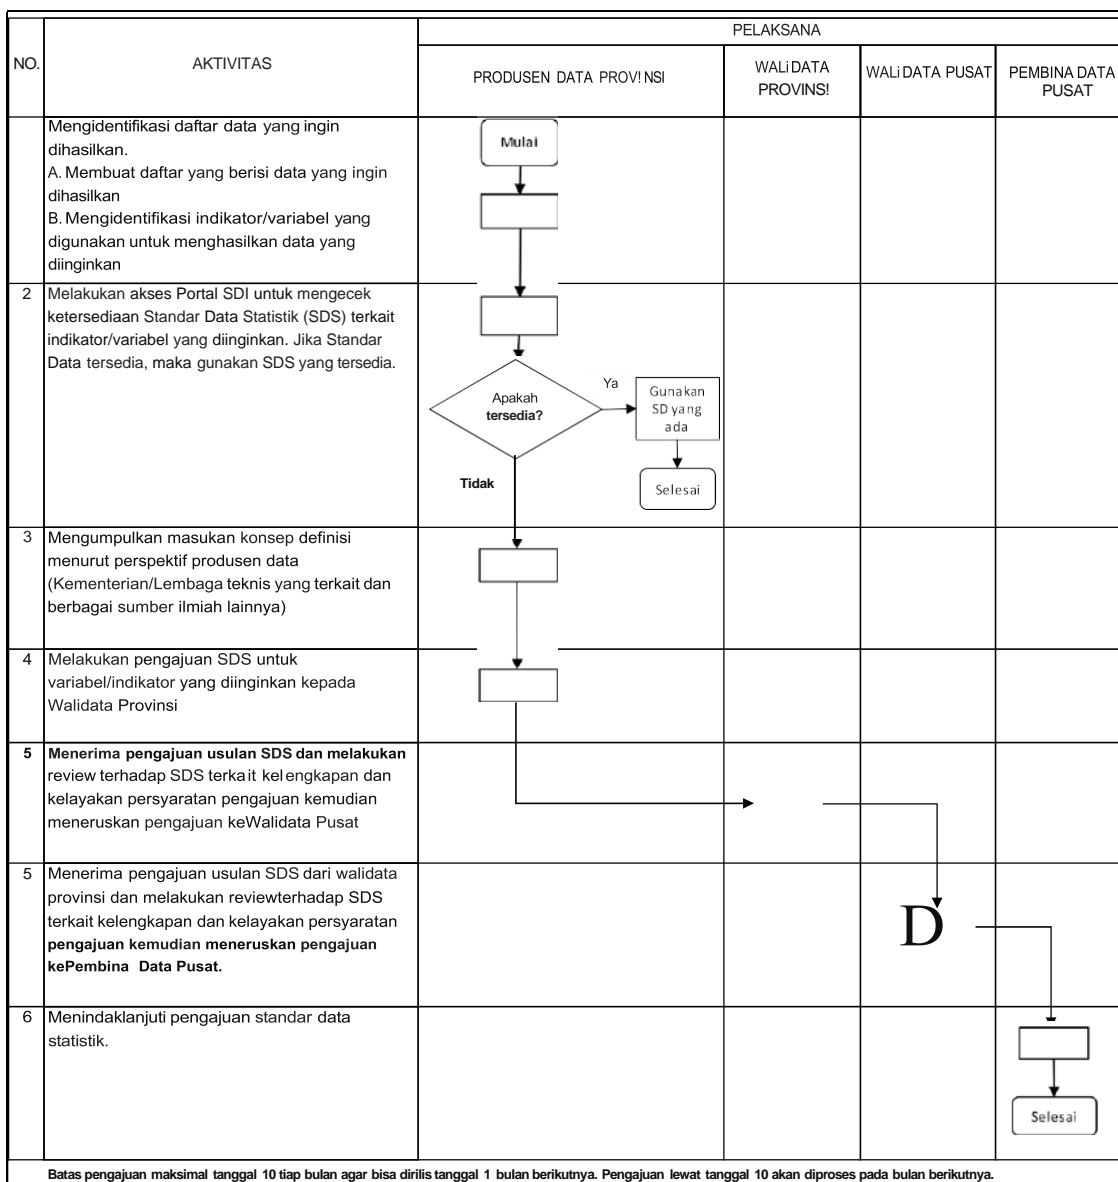 PELAKSANA
NO.
AKTIVITAS
PRODUSEN DATA PROV! NSI
WALiDATA
PROVINS!
WALiDATA PUSAT
PEMBINA DATA
PUSAT
Mengidentifikasi daftar data yang ingin
dihasilkan.
A. Membuat daftar yang berisi data yang ingin
dihasilkan
B. Mengidentifikasi indikator/variabel yang
digunakan untuk menghasilkan data yang
diinginkan
Mulai
2
Melakukan akses Portal SDI untuk mengecek
ketersediaan Standar Data Statistik (SDS) terkait
indikator/variabel yang diinginkan. Jika Standar
Data tersedia, maka gunakan SDS yang tersedia.
Apakah
tersedia?
Ya
Gunakan
SD yang
ada
Tidak
Selesai
3
Mengumpulkan masukan konsep definisi
menurut perspektif produsen data
(Kementerian/Lembaga teknis yang terkait dan
berbagai sumber ilmiah lainnya)
4
Melakukan pengajuan SDS untuk
variabel/indikator yang diinginkan kepada
Walidata Provinsi
5
Menerima pengajuan usulan SDS dan melakukan
review terhadap SDS terkait kelengkapan dan
kelayakan persyaratan pengajuan kemudian
meneruskan pengajuan keWalidata Pusat
5
Menerima pengajuan usulan SDS dari walidata
provinsi dan melakukan reviewterhadap SDS
terkait kelengkapan dan kelayakan persyaratan
pengajuan kemudian meneruskan pengajuan
kePembina Data Pusat.
D
6
Menindaklanjuti pengajuan standar data
statistik.
Selesai
Batas pengajuan maksimal tanggal 10 tiap bulan agar bisa dirilis tanggal 1 bulan berikutnya. Pengajuan lewat tanggal 10 akan diproses pada bulan berikutnya.